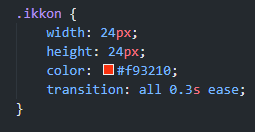 .ikkon {
    width: 24px;
    height: 24px;
    color: #f93210;
    transition: all 0.3s ease;
}